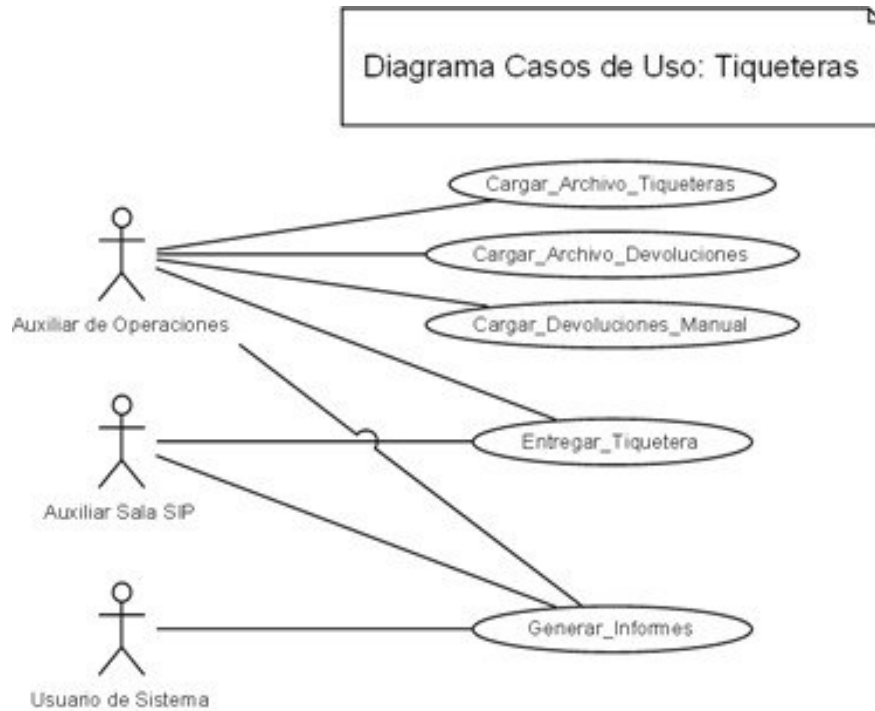 Diagrama Casos de Uso: Tiqueteras
Cargar_Archivo_Tiqueteras
Cargar_Archivo_Devoluciones
Cargar_Devoluciones_Manual
Auxiliar de Operaciones
Entregar_Tiquetera
Auxiliar Sala SIP
Generar_Informes
Usuario de Sistema